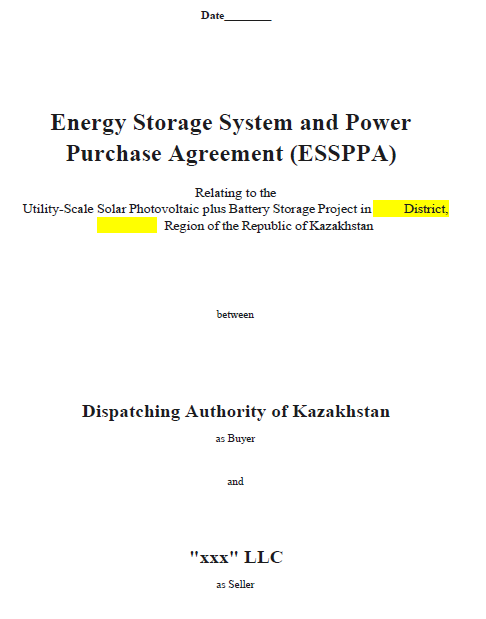 Date________
Energy Storage System and Power
Purchase Agreement (ESSPPA)
Relating to the
Utility-Scale Solar Photovoltaic plus Battery Storage Project in District,
Region of the Republic of Kazakhstan
between
Dispatching Authority of Kazakhstan
as Buyer
and
"xxx" LLC
as Seller